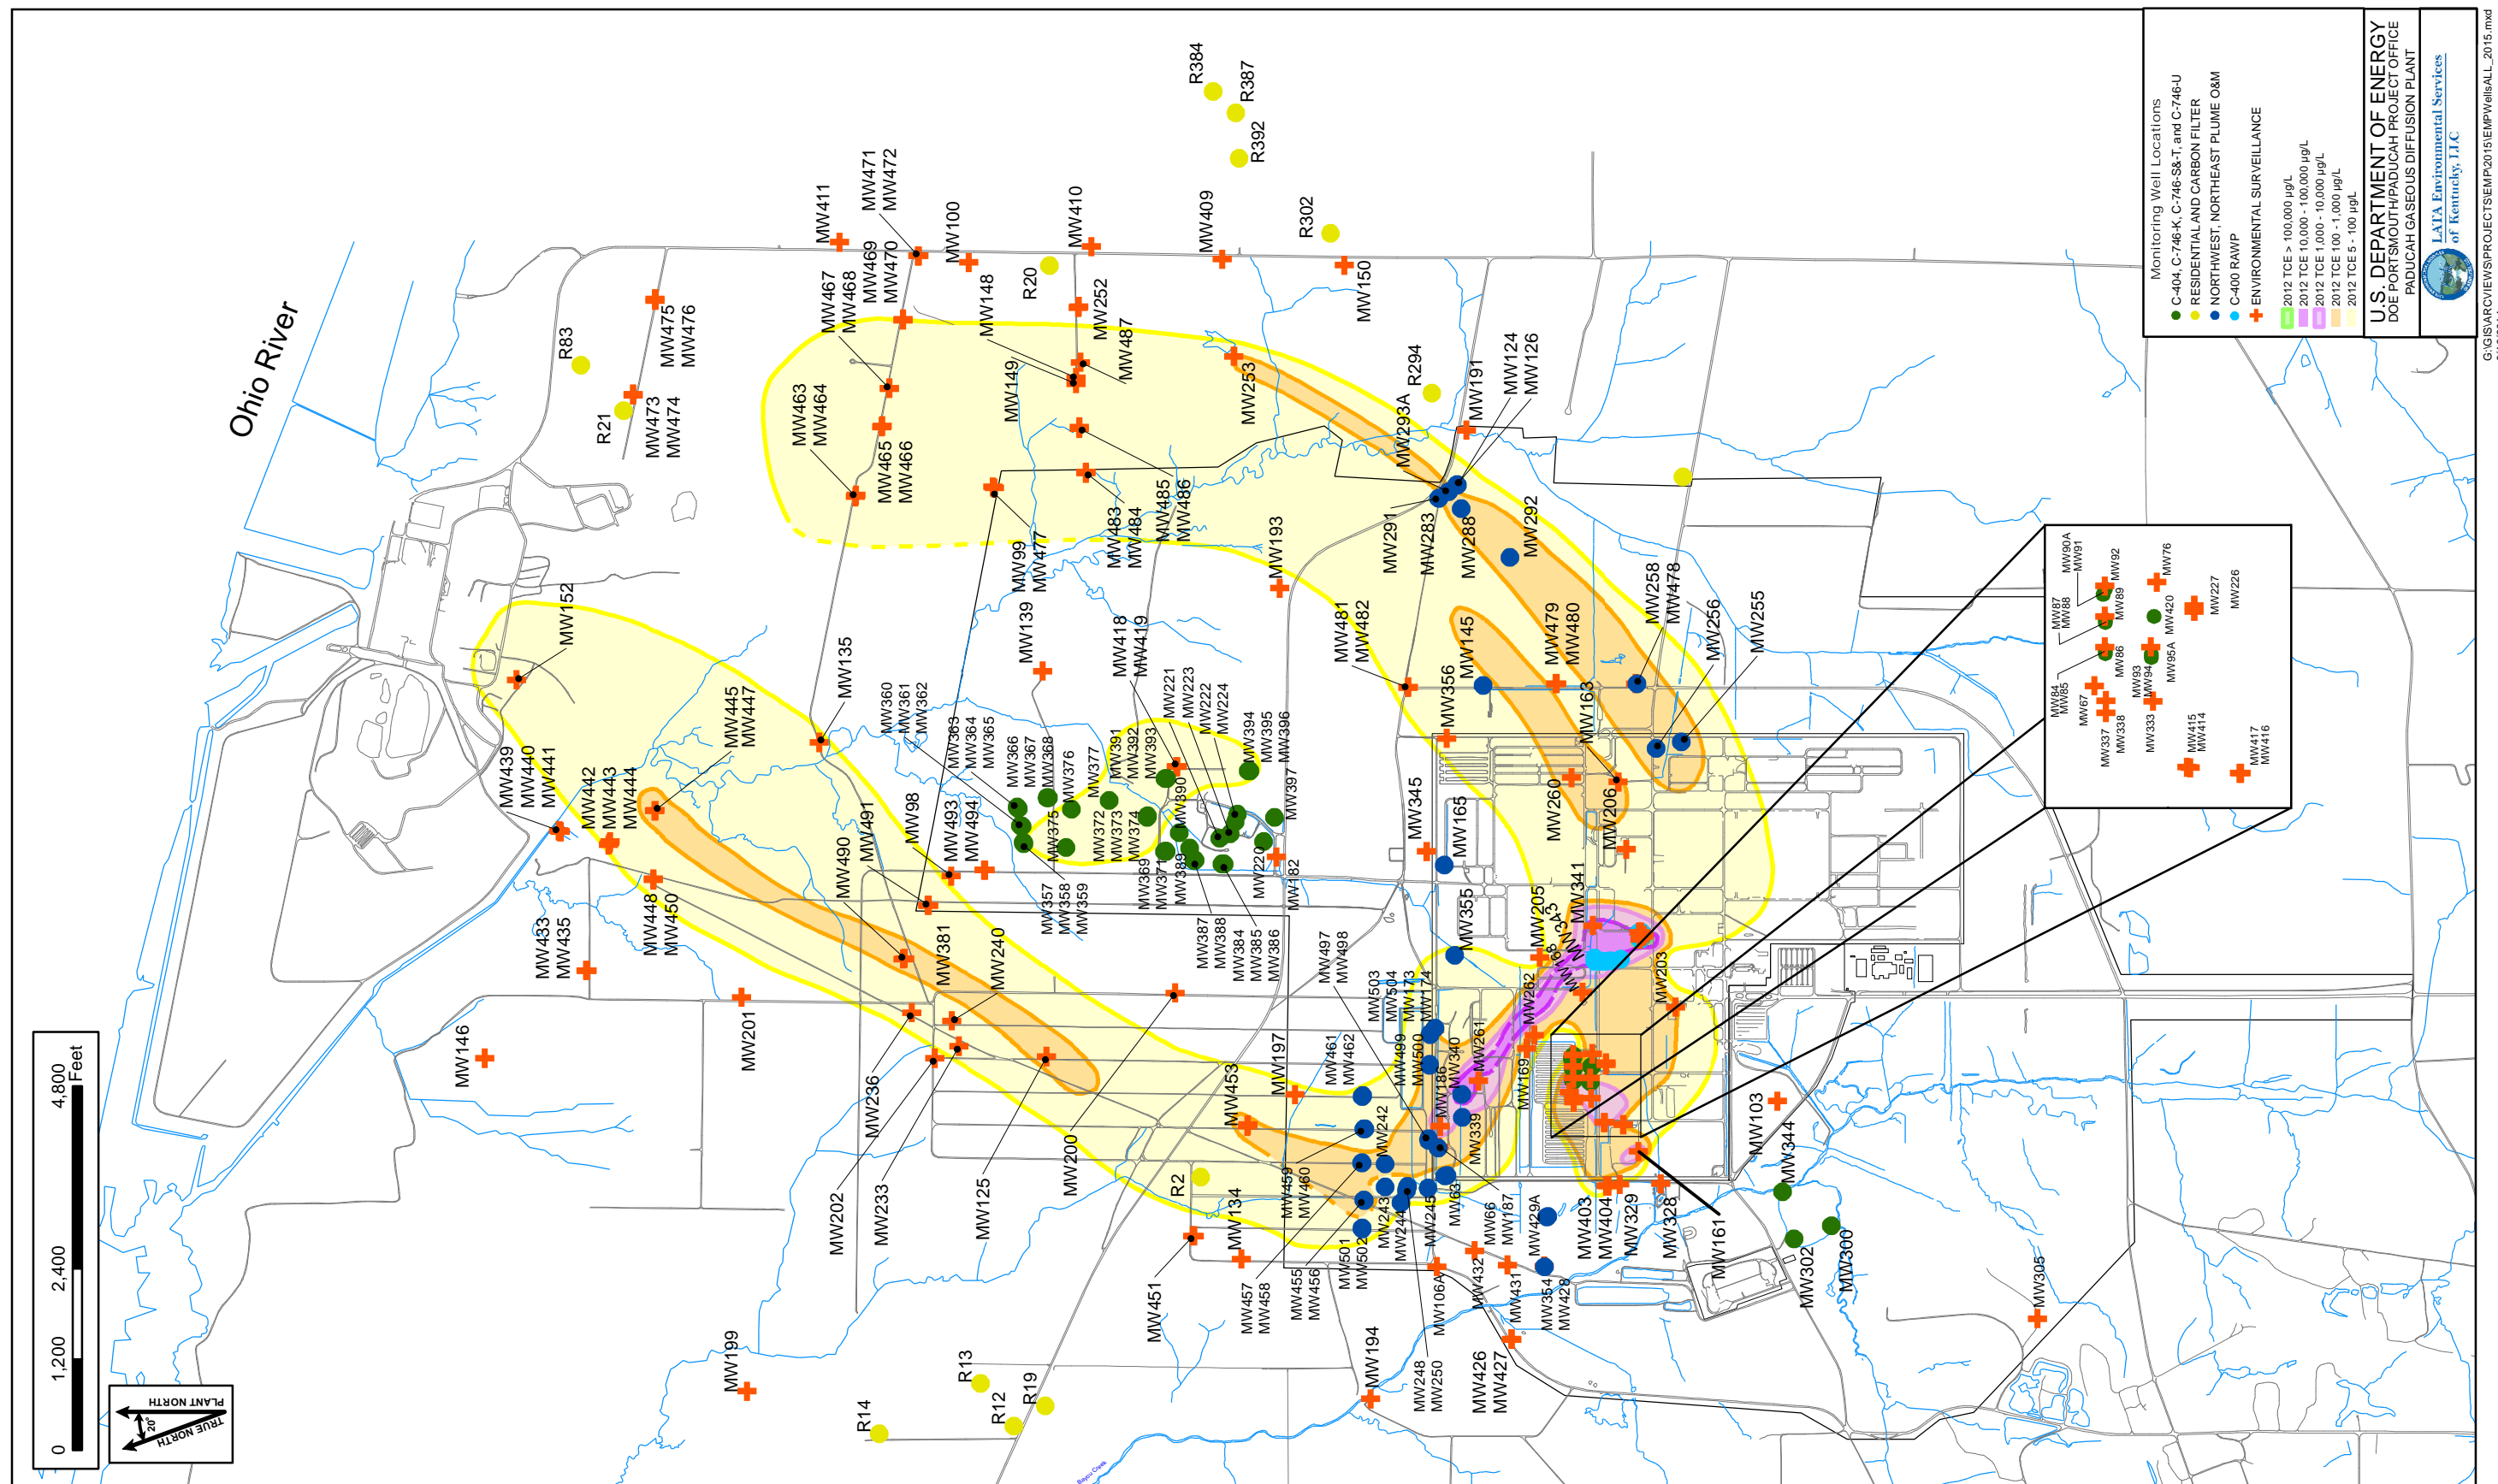 Ohio River
R384
R387
R392
MW411
MW471
MW472
MW100
MW410
MW409
R302
MW150
R20
MW469
MW470
MW467
MW468
MW148
MW252
MW487
MW149
MW253
R294
MW293A
MW191
MW124
MW126
R83
R21
MW475
MW476
MW473
MW474
MW463
MW464
MW465
MW466
MW99
MW477
MW483
MW484
MW485
MW486
MW193
MW291
MW283
MW288
MW292
MW152
MW135
MW139
MW418
MW419
MW481
MW482
MW356
MW145
MW479
MW480
MW258
MW478
MW256
MW255
MW163
MW439
MW440
MW441
MW442
MW443
MW444
MW445
MW447
MW448
MW450
MW433
MW435
MW490
MW491
MW98
MW493
MW494
MW360
MW361
MW362
MW363
MW364
MW365
MW366
MW367
MW368
MW376
MW377
MW375
MW372
MW373
MW374
MW391
MW392
MW393
MW390
MW221
MW223
MW222
MW224
MW394
MW395
MW396
MW397
MW357
MW358
MW359
MW369
MW371
MW389
MW387
MW388
MW384
MW385
MW386
MW220
MW182
MW345
MW165
MW260
MW206
MW341
MW205
MW355
MW343
MW168
MW203
MW262
MW261
MW169
MW146
MW201
MW381
MW240
MW236
MW202
MW233
MW125
MW200
MW453
MW197
MW461
MW462
MW497
MW498
MW503
MW504
MW173
MW174
MW499
MW500
MW186
MW340
MW339
MW242
MW459
MW460
MW243
MW244
MW245
MW63
MW66
MW187
MW501
MW502
MW455
MW456
MW457
MW458
MW451
MW134
R2
MW248
MW250
MW106A
MW432
MW431
MW429A
MW354
MW428
MW426
MW427
MW403
MW404
MW329
MW328
MW161
MW103
MW344
MW302
MW300
MW305
MW194
MW199
R13
R14
R12
R19
Bayou Creek
MW90A
MW91
MW92
MW87
MW88
MW89
MW76
MW227
MW226
MW420
MW84
MW85
MW86
MW93
MW94
MW95A
MW67
MW337
MW338
MW333
MW415
MW414
MW417
MW416
0 1,200 2,400 4,800
Feet
PLANT NORTH
20°
TRUE NORTH
Monitoring Well Locations
C-404, C-746-K, C-746-S&-T, and C-746-U
RESIDENTIAL AND CARBON FILTER
NORTHWEST, NORTHEAST PLUME O&M
C-400 RAWP
ENVIRONMENTAL SURVEILLANCE
2012 TCE > 100,000 µg/L
2012 TCE 10,000 - 100,000 µg/L
2012 TCE 1,000 - 10,000 µg/L
2012 TCE 100 - 1,000 µg/L
2012 TCE 5 - 100 µg/L
U.S. DEPARTMENT OF ENERGY
DOE PORTSMOUTH/PADUCAH PROJECT OFFICE
PADUCAH GASEOUS DIFFUSION PLANT
LATA Environmental Services
of Kentucky, LLC
G:\GIS\ARCVIEWS\PROJECTS\EMP\2015\EMPWellsALL_2015.mxd